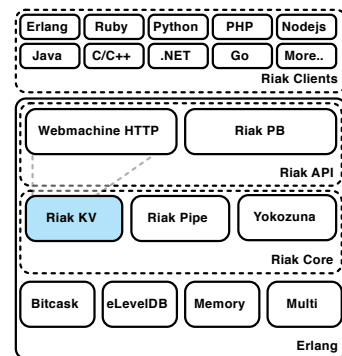 Erlang Ruby Python PHP Nodejs
Java C/C++ .NET Go More..
Riak Clients
Webmachine HTTP Riak PB
Riak API
Riak KV Riak Pipe Yokozuna
Riak Core
Bitcask eLevelDB Memory Multi
Erlang